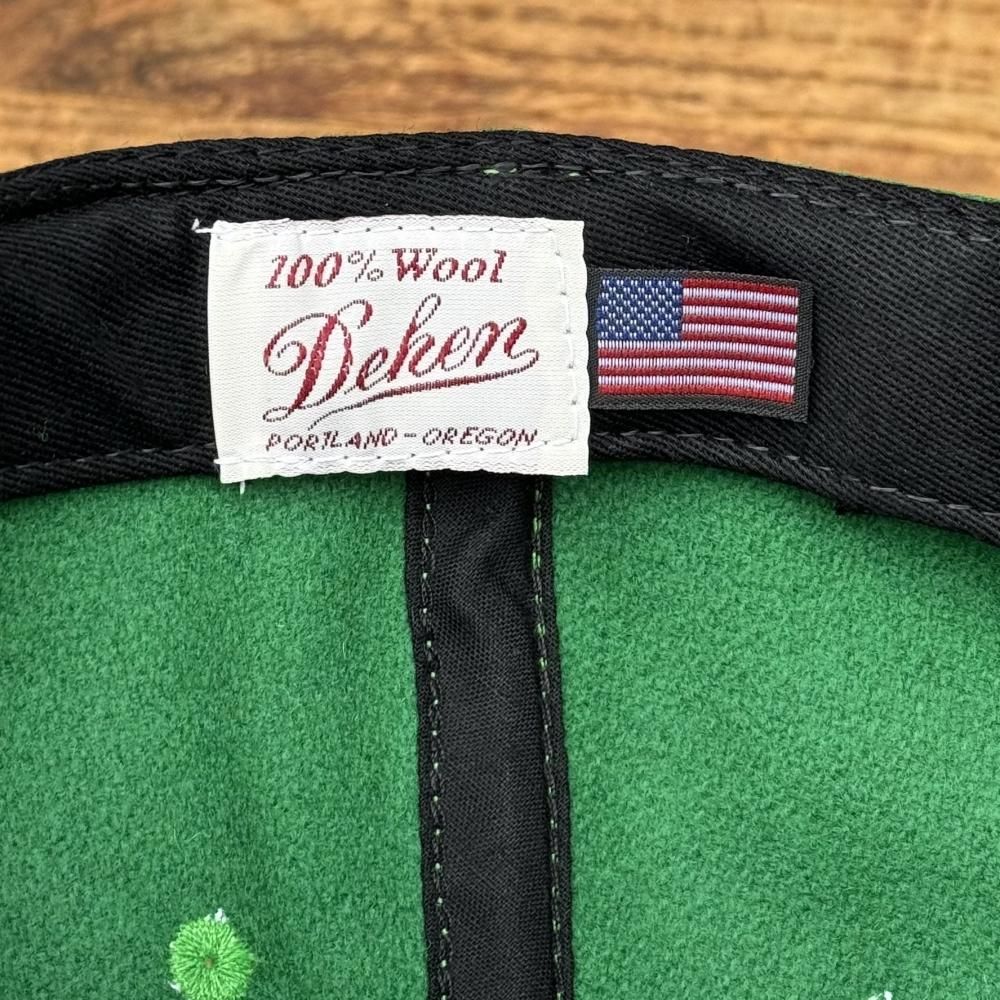 100% Wool
Dehen
PORTLAND - OREGON